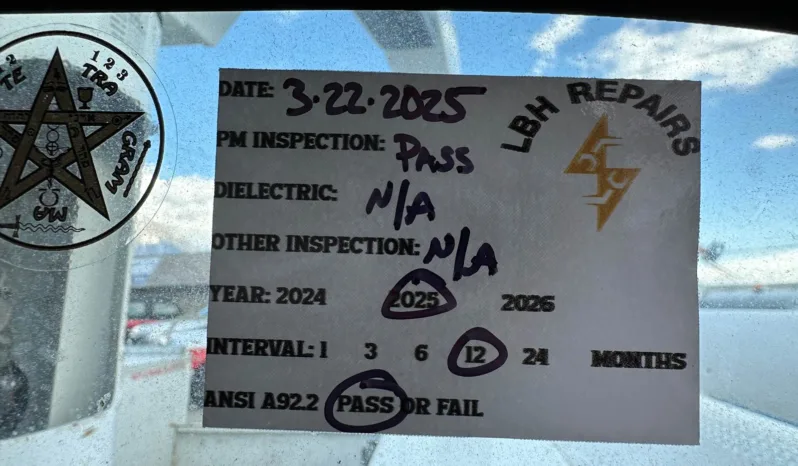 DATE: 3.22.2025
LBH REPAIRS
PM INSPECTION: PASS
DIELECTRIC: N/A
OTHER INSPECTION: N/A
YEAR: 2024 2025 2026
INTERVAL: 1 3 6 12 24 MONTHS
ANSI A92.2 PASS OR FAIL
1 2 3
TE TRA GRAM